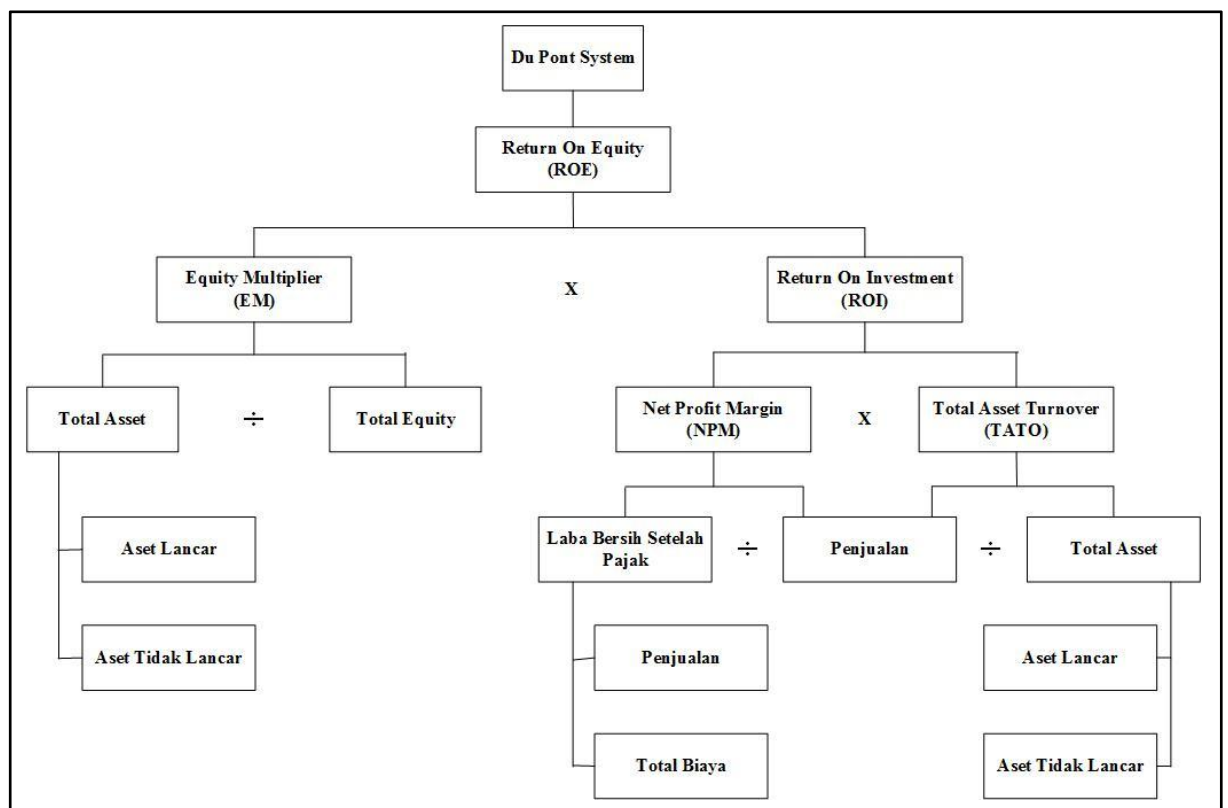 Du Pont System
Return On Equity
(ROE)
Equity Multiplier
(EM)
X
Return On Investment
(ROI)
Total Asset
÷
Total Equity
Net Profit Margin
(NPM)
X
Total Asset Turnover
(TATO)
Aset Lancar
Laba Bersih Setelah
Pajak
÷
Penjualan
÷
Total Asset
Aset Tidak Lancar
Penjualan
Aset Lancar
Total Biaya
Aset Tidak Lancar